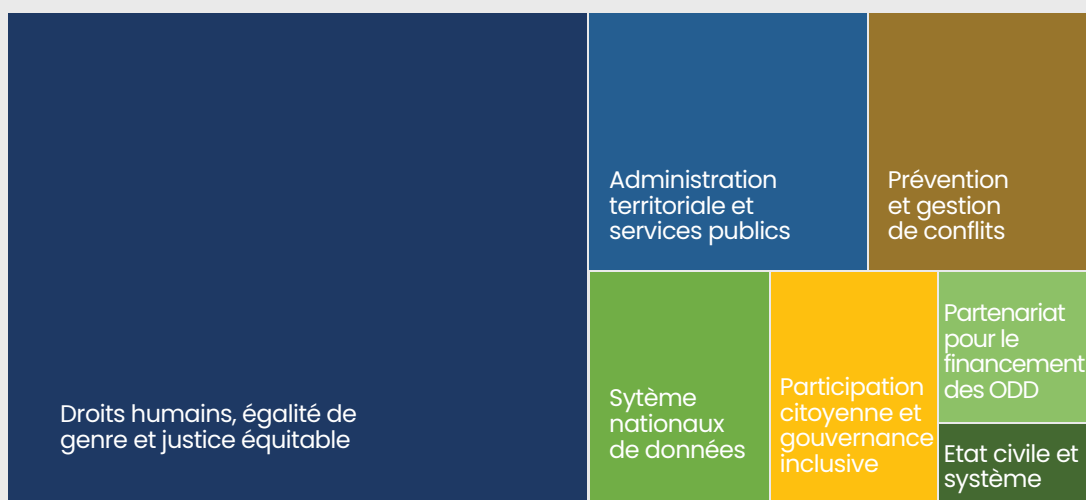 Administration
territoriale et
services publics
Prévention
et gestion
de conflits
Droits humains, égalité de
genre et justice équitable
Sytème
nationaux
de données
Participation
citoyenne et
gouvernance
inclusive
Partenariat
pour le
financement
des ODD
Etat civile et
système